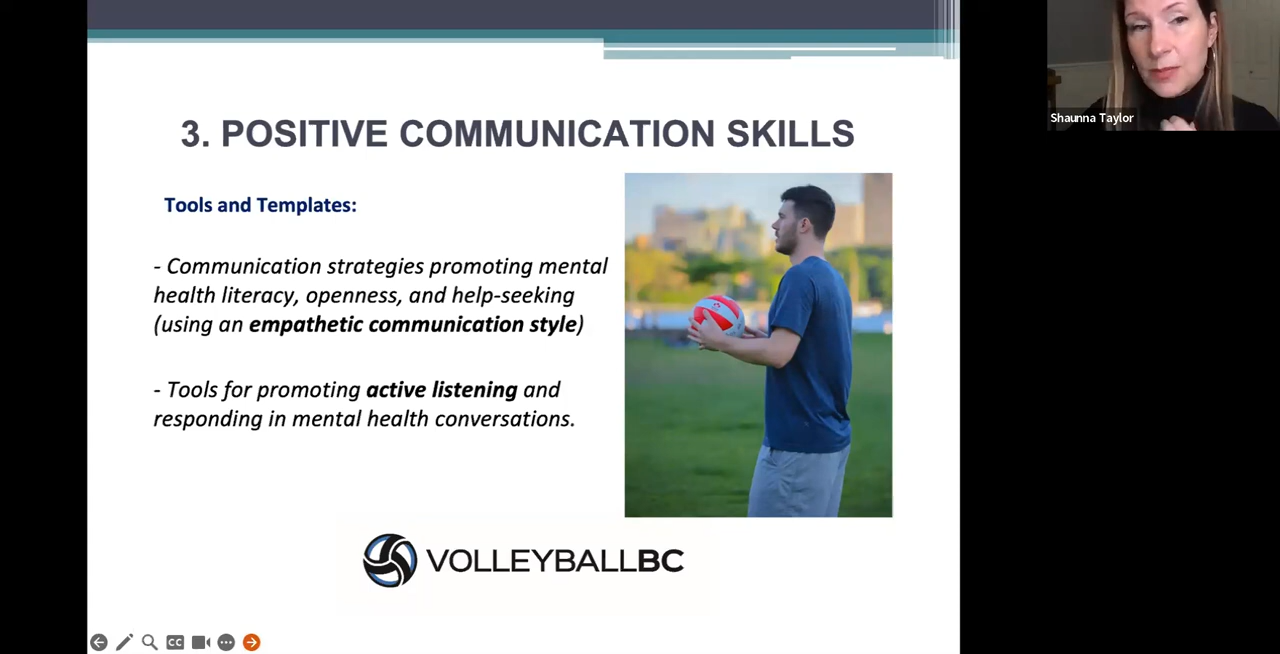 3. POSITIVE COMMUNICATION SKILLS
Tools and Templates:
- Communication strategies promoting mental
health literacy, openness, and help-seeking
(using an empathetic communication style)
- Tools for promoting active listening and
responding in mental health conversations.
VOLLEYBALLBC
CC
Shaunna Taylor